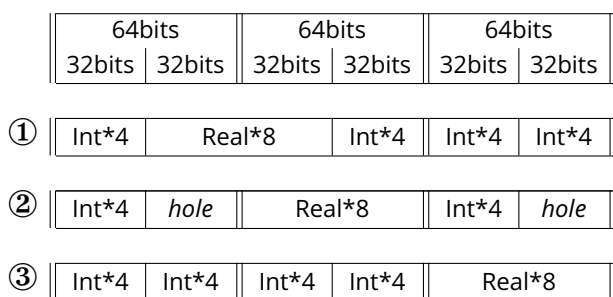 64bits 64bits 64bits
32bits 32bits 32bits 32bits 32bits 32bits
① Int*4 Real*8 Int*4 Int*4 Int*4
② Int*4 hole Real*8 Int*4 hole
③ Int*4 Int*4 Int*4 Int*4 Real*8